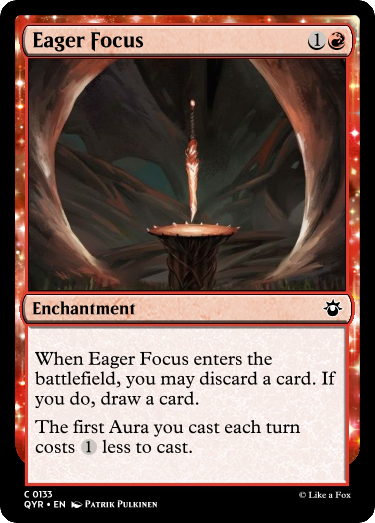 Eager Focus 1
Enchantment
When Eager Focus enters the
battlefield, you may discard a card. If
you do, draw a card.
The first Aura you cast each turn
costs 1 less to cast.
C 0133
QYR • EN Patrik Pulkinen
© Like a Fox